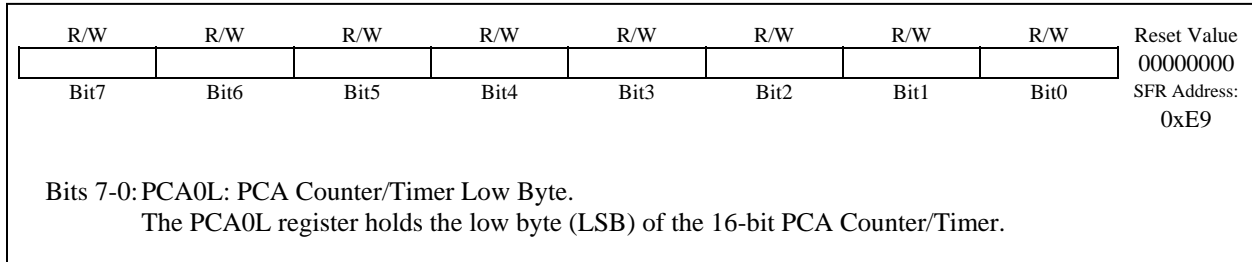 R/W R/W R/W R/W R/W R/W R/W R/W Reset Value
00000000
Bit7 Bit6 Bit5 Bit4 Bit3 Bit2 Bit1 Bit0 SFR Address:
0xE9
Bits 7-0: PCA0L: PCA Counter/Timer Low Byte.
The PCA0L register holds the low byte (LSB) of the 16-bit PCA Counter/Timer.